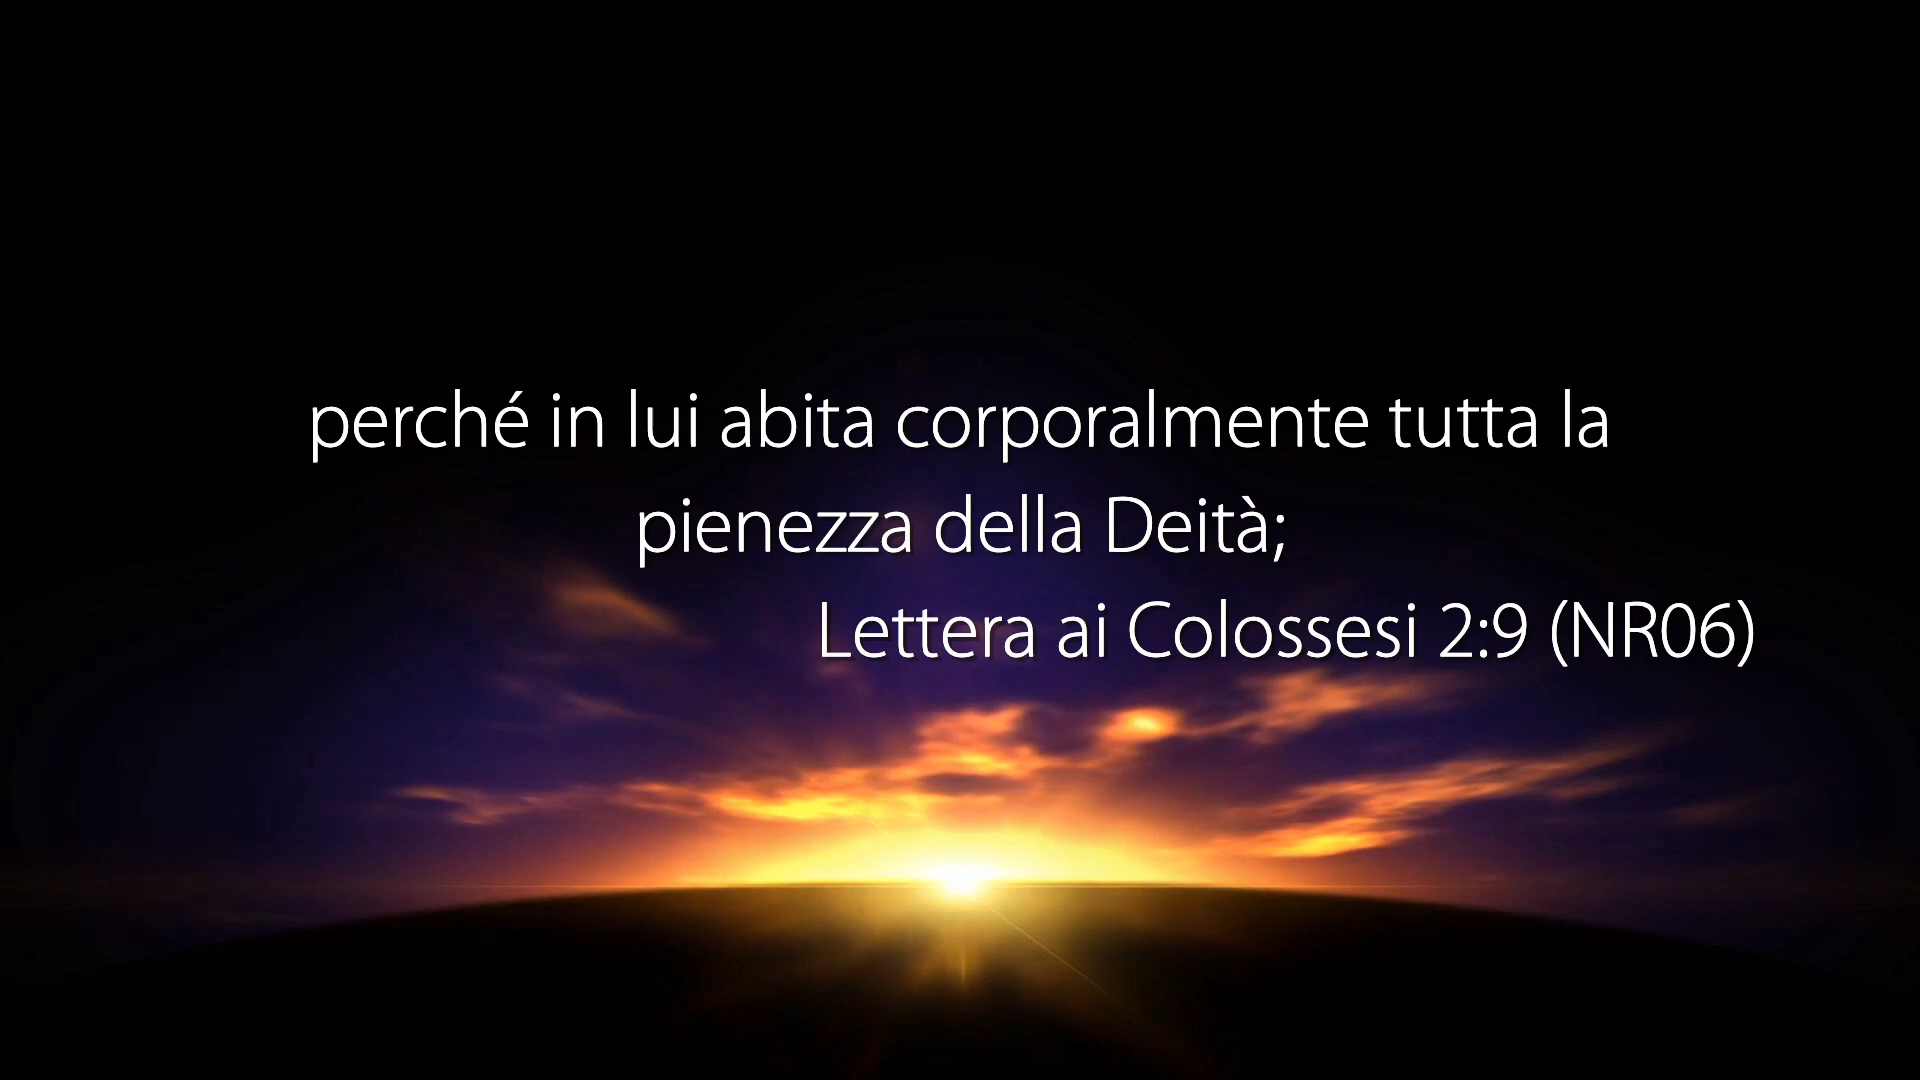 perché in lui abita corporalmente tutta la
pienezza della Deità;
Lettera ai Colossesi 2:9 (NR06)